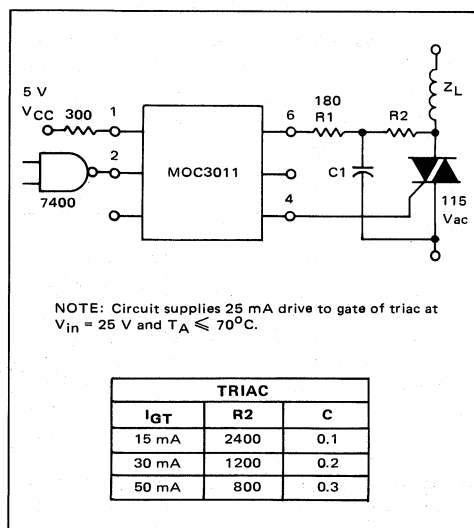 5 V
VCC 300 1
6 180
R1 R2
ZL
2
MOC3011
7400
C1
4
115
Vac
NOTE: Circuit supplies 25 mA drive to gate of triac at
Vin = 25 V and TA ⩽ 70°C.
TRIAC
IGT R2 C
15 mA 2400 0.1
30 mA 1200 0.2
50 mA 800 0.3